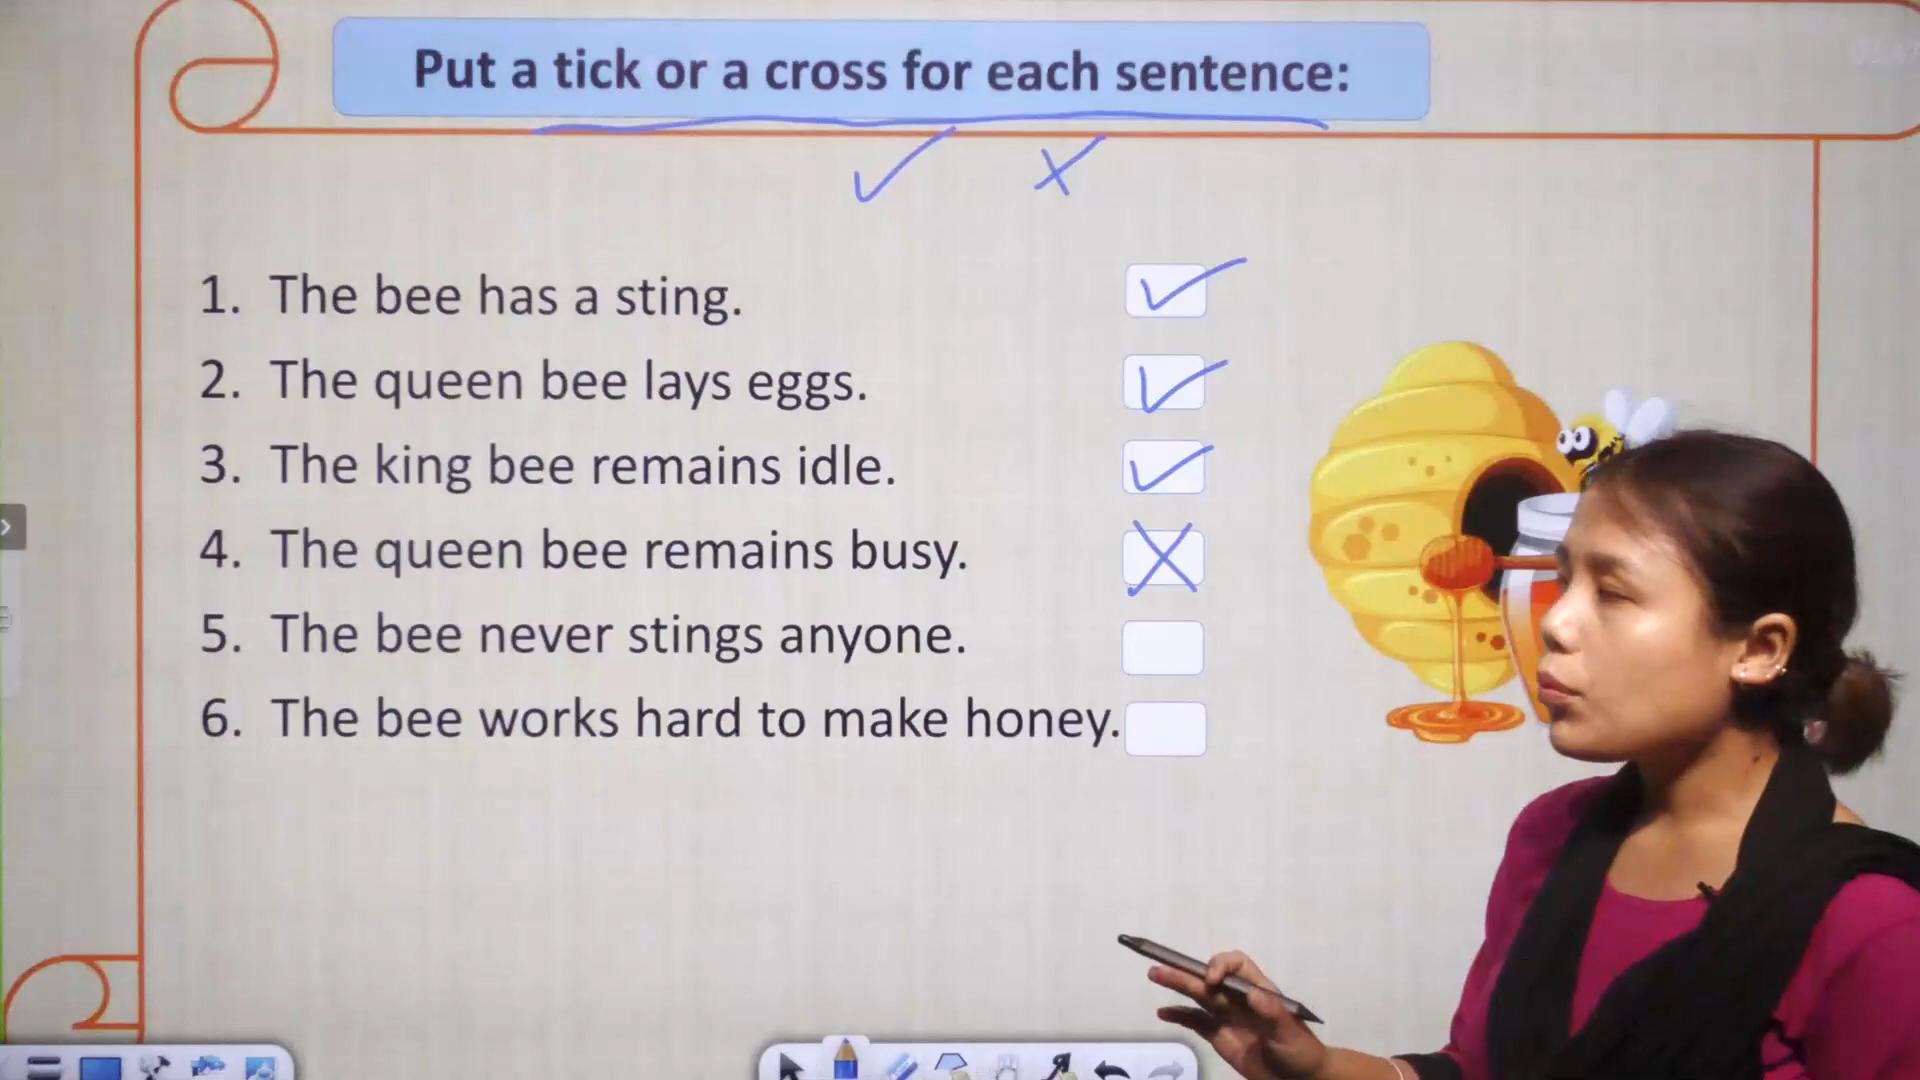 Put a tick or a cross for each sentence:
✓ ✗
1. The bee has a sting. ✓
2. The queen bee lays eggs. ✓
3. The king bee remains idle. ✓
4. The queen bee remains busy. ✗
5. The bee never stings anyone.
6. The bee works hard to make honey.